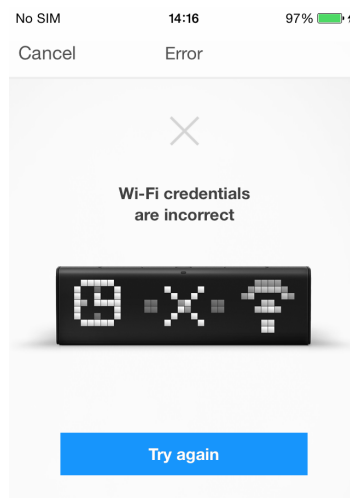 No SIM 14:16 97%
Cancel Error
Wi-Fi credentials
are incorrect
Try again